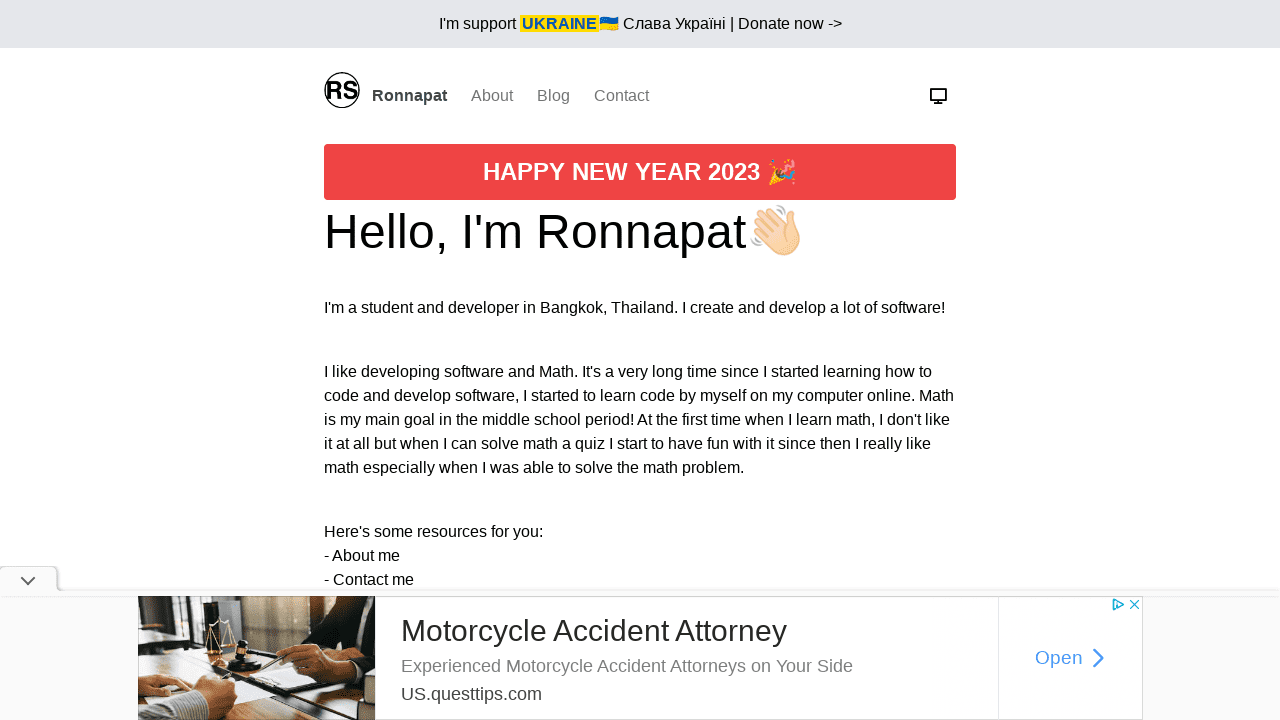 I'm support UKRAINE🇺🇦 Слава Україні | Donate now ->
RS Ronnapat About Blog Contact
HAPPY NEW YEAR 2023 🎉
Hello, I'm Ronnapat👋🏻
I'm a student and developer in Bangkok, Thailand. I create and develop a lot of software!
I like developing software and Math. It's a very long time since I started learning how to
code and develop software, I started to learn code by myself on my computer online. Math
is my main goal in the middle school period! At the first time when I learn math, I don't like
it at all but when I can solve math a quiz I start to have fun with it since then I really like
math especially when I was able to solve the math problem.
Here's some resources for you:
- About me
- Contact me
Motorcycle Accident Attorney
Experienced Motorcycle Accident Attorneys on Your Side
US.questtips.com
Open